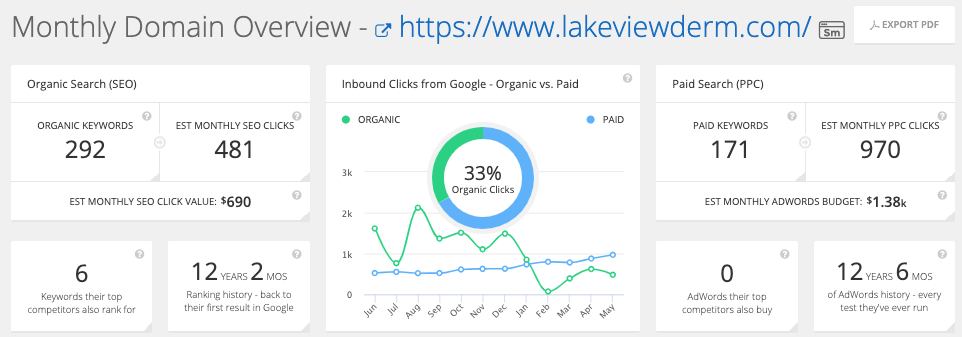 Monthly Domain Overview - https://www.lakeviewderm.com/
Sm
EXPORT PDF
Organic Search (SEO)
ORGANIC KEYWORDS
292
EST MONTHLY SEO CLICKS
481
EST MONTHLY SEO CLICK VALUE: $690
6
Keywords their top
competitors also rank for
12 YEARS 2 MOS
Ranking history - back to
their first result in Google
Inbound Clicks from Google - Organic vs. Paid
ORGANIC
PAID
33%
Organic Clicks
3k
2k
1k
0
Jun Jul Aug Sep Oct Nov Dec Jan Feb Mar Apr May
Paid Search (PPC)
PAID KEYWORDS
171
EST MONTHLY PPC CLICKS
970
EST MONTHLY ADWORDS BUDGET: $1.38k
0
AdWords their top
competitors also buy
12 YEARS 6 MOS
of AdWords history - every
test they've ever run